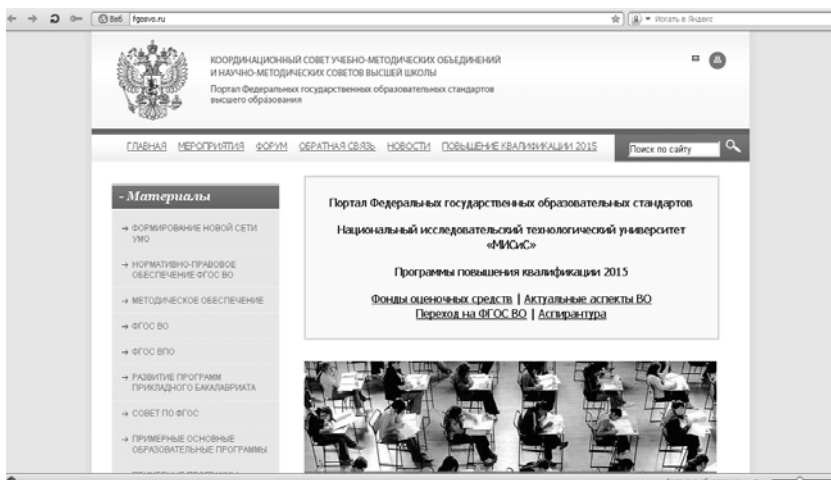 Веб
fgosvo.ru
Искать в Яндекс
КООРДИНАЦИОННЫЙ СОВЕТ УЧЕБНО-МЕТОДИЧЕСКИХ ОБЪЕДИНЕНИЙ
И НАУЧНО-МЕТОДИЧЕСКИХ СОВЕТОВ ВЫСШЕЙ ШКОЛЫ
Портал Федеральных государственных образовательных стандартов
высшего образования
ГЛАВНАЯ МЕРОПРИЯТИЯ ФОРУМ ОБРАТНАЯ СВЯЗЬ НОВОСТИ ПОВЫШЕНИЕ КВАЛИФИКАЦИИ 2015
Поиск по сайту
- Материалы
→ ФОРМИРОВАНИЕ НОВОЙ СЕТИ
УМО
→ НОРМАТИВНО-ПРАВОВОЕ
ОБЕСПЕЧЕНИЕ ФГОС ВО
→ МЕТОДИЧЕСКОЕ ОБЕСПЕЧЕНИЕ
→ ФГОС ВО
→ ФГОС ВПО
→ РАЗВИТИЕ ПРОГРАММ
ПРИКЛАДНОГО БАКАЛАВРИАТА
→ СОВЕТ ПО ФГОС
→ ПРИМЕРНЫЕ ОСНОВНЫЕ
ОБРАЗОВАТЕЛЬНЫЕ ПРОГРАММЫ
Портал Федеральных государственных образовательных стандартов
Национальный исследовательский технологический университет
«МИСиС»
Программы повышения квалификации 2015
Фонды оценочных средств | Актуальные аспекты ВО
Переход на ФГОС ВО | Аспирантура